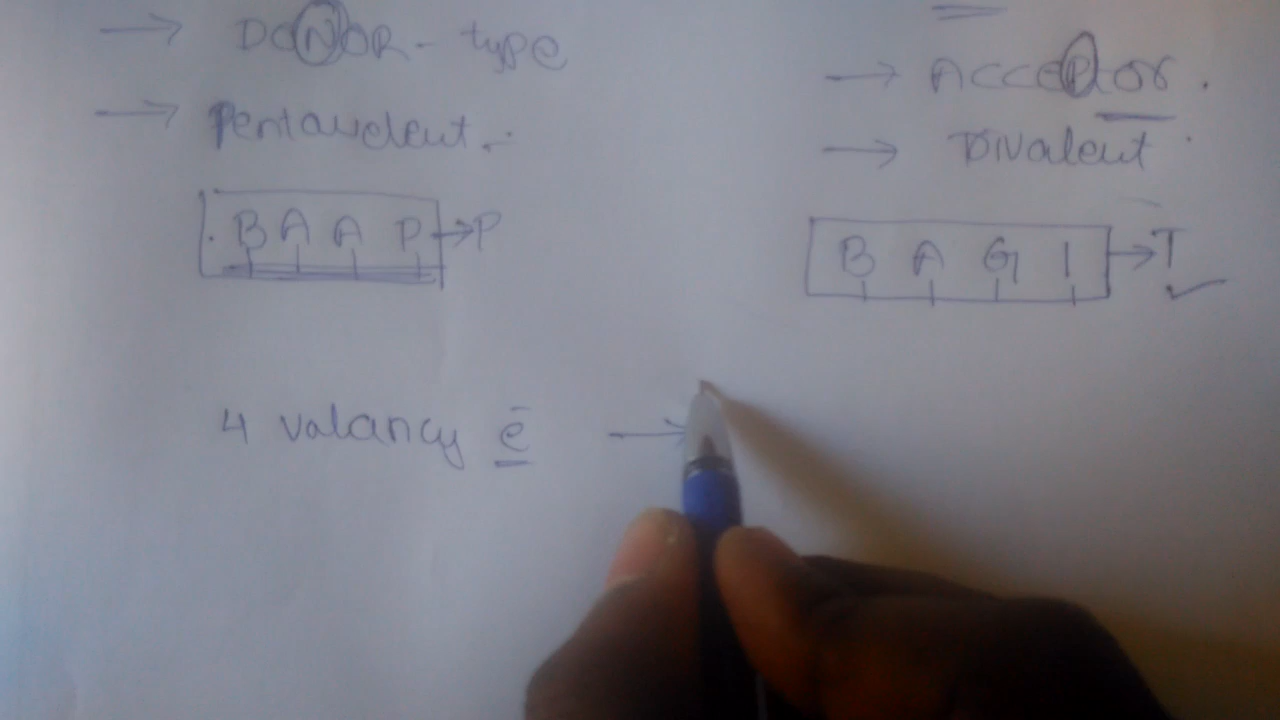 → DONOR - type
→ Pentavalent.
B A A P → P
→ Acceptor.
→ Trivalent
B A G I → T ✓
4 valancy e̅ →